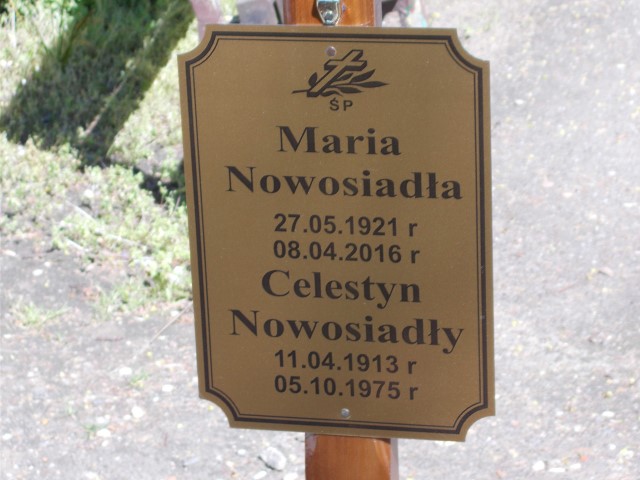 ŚP
Maria
Nowosiadła
27.05.1921 r
08.04.2016 r
Celestyn
Nowosiadły
11.04.1913 r
05.10.1975 r